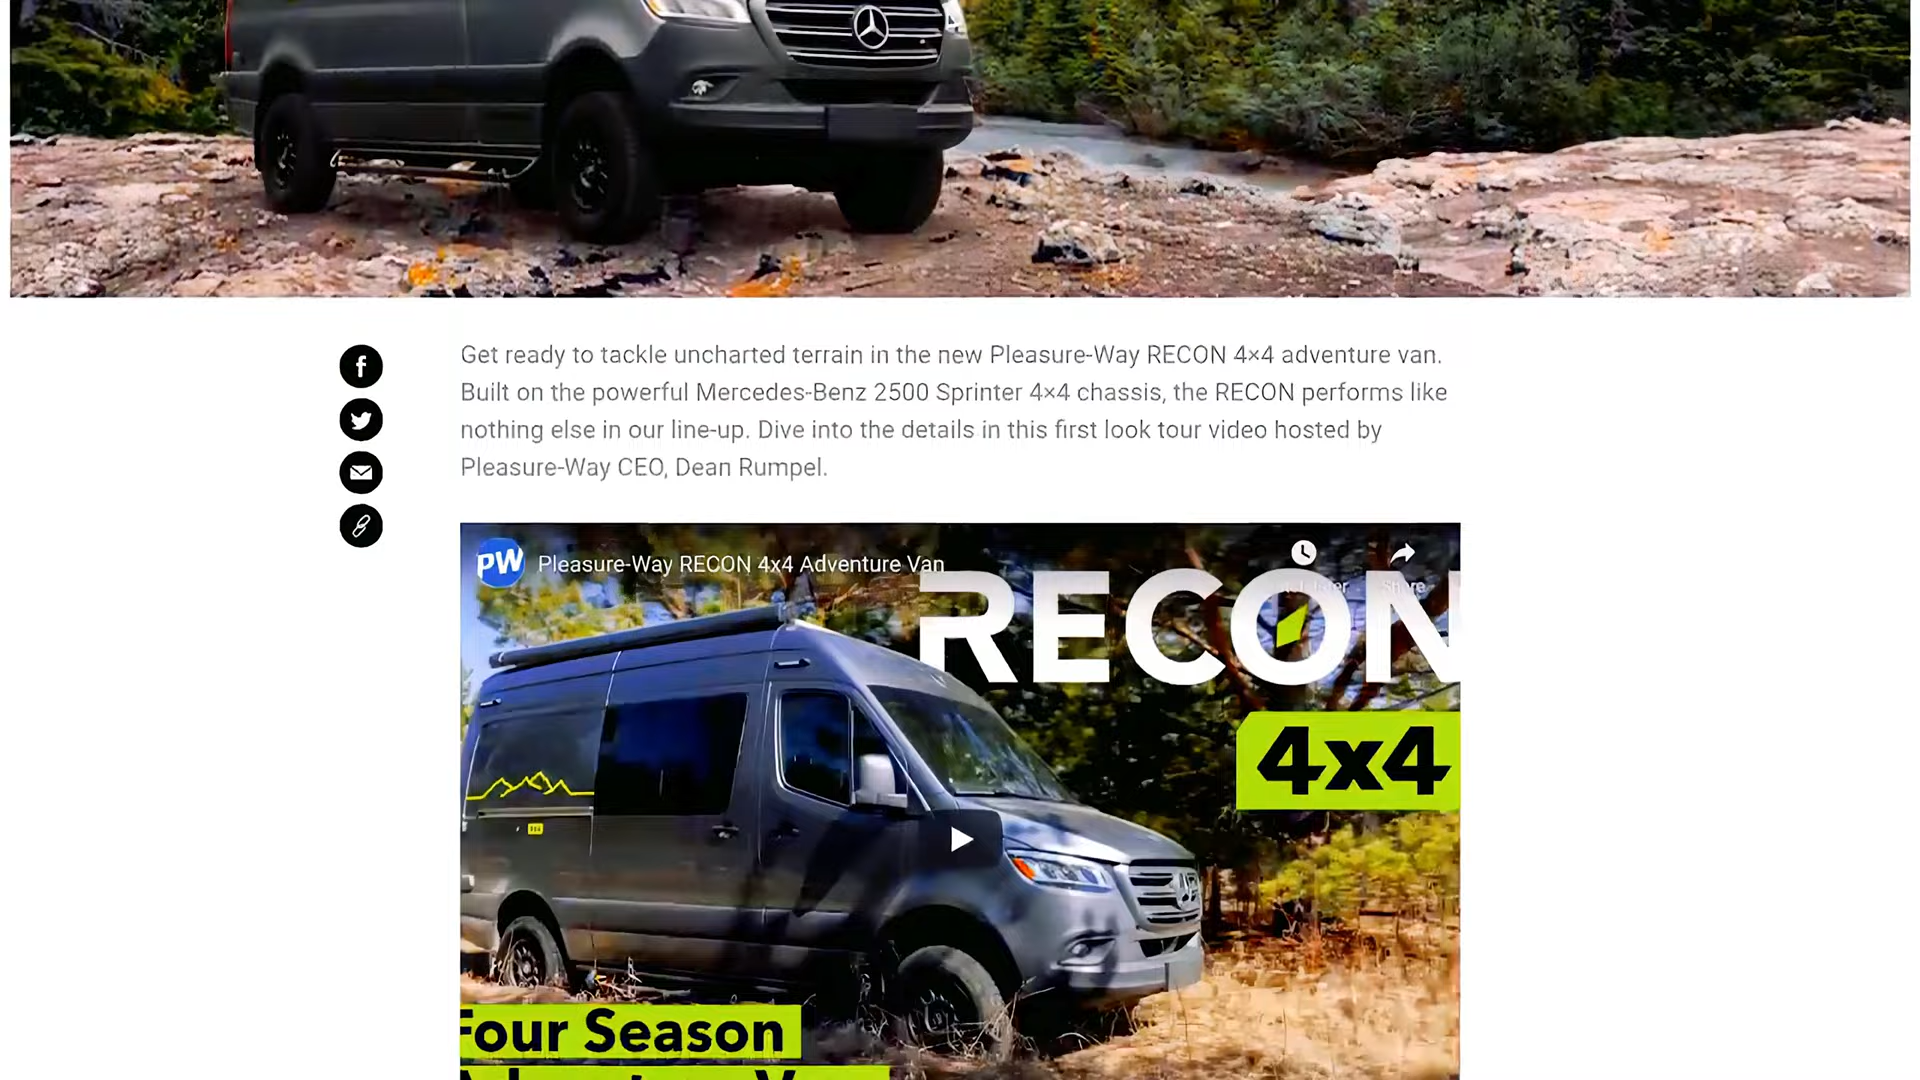 Get ready to tackle uncharted terrain in the new Pleasure-Way RECON 4×4 adventure van.
Built on the powerful Mercedes-Benz 2500 Sprinter 4×4 chassis, the RECON performs like
nothing else in our line-up. Dive into the details in this first look tour video hosted by
Pleasure-Way CEO, Dean Rumpel.
PW Pleasure-Way RECON 4x4 Adventure Van
Share
RECON
4x4
Four Season